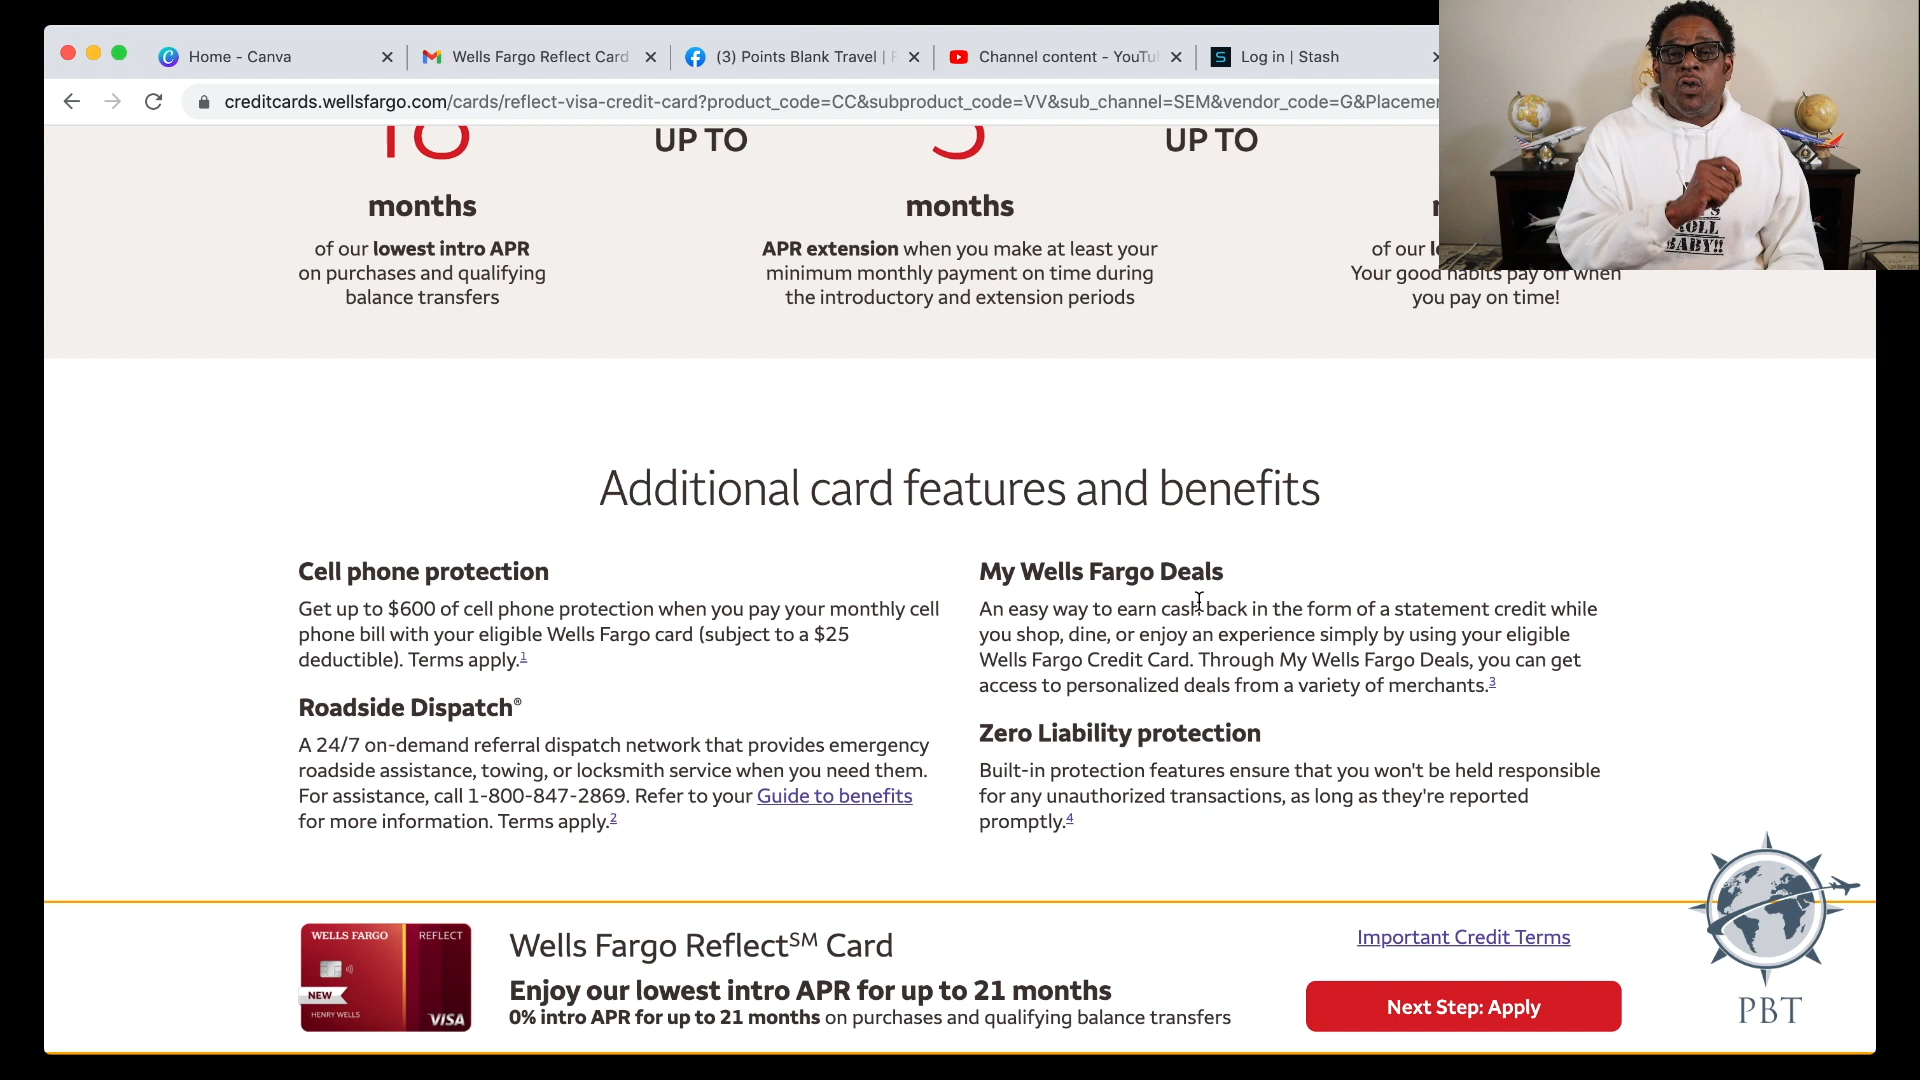 Home - Canva
Wells Fargo Reflect Card
(3) Points Blank Travel |
Channel content - YouTu
Log in | Stash
creditcards.wellsfargo.com/cards/reflect-visa-credit-card?product_code=CC&subproduct_code=VV&sub_channel=SEM&vendor_code=G&Placemen
18
UP TO
3
UP TO
months
months
of our lowest intro APR
on purchases and qualifying
balance transfers
APR extension when you make at least your
minimum monthly payment on time during
the introductory and extension periods
of our
Your good habits pay off when
you pay on time!
ROLL
BABY!!
Additional card features and benefits
Cell phone protection
Get up to $600 of cell phone protection when you pay your monthly cell
phone bill with your eligible Wells Fargo card (subject to a $25
deductible). Terms apply.1
Roadside Dispatch®
A 24/7 on-demand referral dispatch network that provides emergency
roadside assistance, towing, or locksmith service when you need them.
For assistance, call 1-800-847-2869. Refer to your Guide to benefits
for more information. Terms apply.2
My Wells Fargo Deals
An easy way to earn cash back in the form of a statement credit while
you shop, dine, or enjoy an experience simply by using your eligible
Wells Fargo Credit Card. Through My Wells Fargo Deals, you can get
access to personalized deals from a variety of merchants.3
Zero Liability protection
Built-in protection features ensure that you won't be held responsible
for any unauthorized transactions, as long as they're reported
promptly.4
WELLS FARGO REFLECT
NEW
HENRY WELLS
VISA
Wells Fargo ReflectSM Card
Enjoy our lowest intro APR for up to 21 months
0% intro APR for up to 21 months on purchases and qualifying balance transfers
Important Credit Terms
Next Step: Apply
PBT